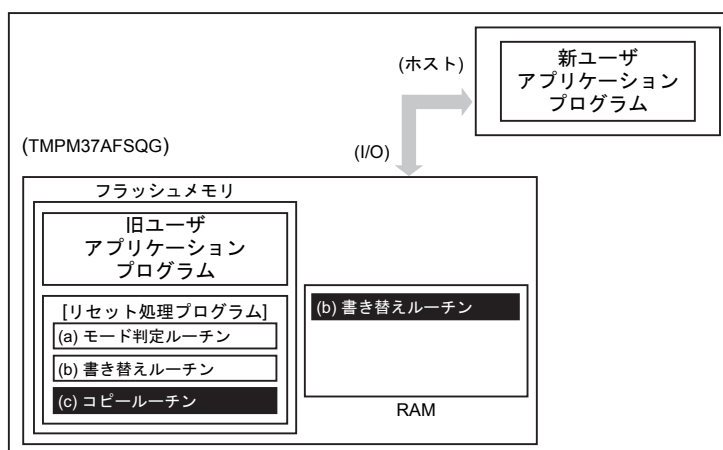 (ホスト)
新ユーザ
アプリケーション
プログラム
(TMPM37AFSQG)
(I/O)
フラッシュメモリ
旧ユーザ
アプリケーション
プログラム
[リセット処理プログラム]
(a) モード判定ルーチン
(b) 書き替えルーチン
(c) コピールーチン
(b) 書き替えルーチン
RAM